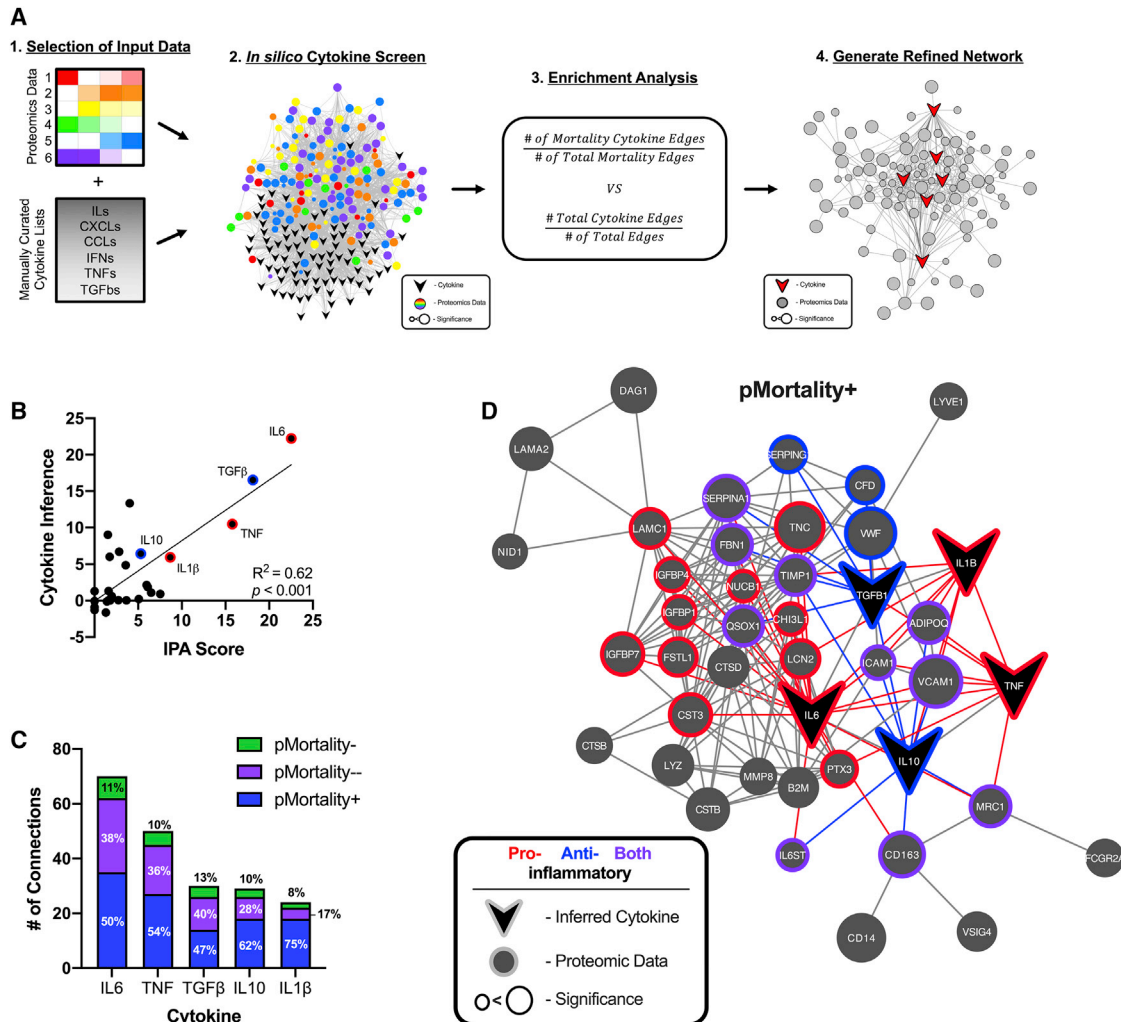 A
1. Selection of Input Data
Proteomics Data
1
2
3
4
5
6
+
Manually Curated
Cytokine Lists
ILs
CXCLs
CCLs
IFNs
TNFs
TGFbs
2. In silico Cytokine Screen
- Cytokine
- Proteomics Data
- Significance
3. Enrichment Analysis
# of Mortality Cytokine Edges
# of Total Mortality Edges
VS
# Total Cytokine Edges
# of Total Edges
4. Generate Refined Network
- Cytokine
- Proteomics Data
- Significance
B
Cytokine Inference
30
25
20
15
10
5
0
-5
IL6
TGFβ
TNF
IL10
IL1β
R² = 0.62
p < 0.001
0 5 10 15 20 25
IPA Score
C
# of Connections
80
60
40
20
0
pMortality-
pMortality--
pMortality+
11%
38%
50%
10%
36%
54%
13%
40%
47%
10%
28%
62%
8%
17%
75%
IL6 TNF TGFβ IL10 IL1β
Cytokine
D
pMortality+
DAG1
LYVE1
LAMA2
SERPING
CFD
SERPINA1
LAMC1
TNC
VWF
NID1
FBN1
IL1B
IGFBP4
NUCB1
TIMP1
TGFB1
IGFBP1
QSOX1
CHI3L1
ADIPOQ
IGFBP7
FSTL1
CTSD
LCN2
ICAM1
VCAM1
TNF
CST3
IL6
CTSB
LYZ
MMP8
B2M
PTX3
IL10
CSTB
MRC1
IL6ST
CD163
FCGR2A
CD14
VSIG4
Pro- Anti- Both
inflammatory
- Inferred Cytokine
- Proteomic Data
< - Significance